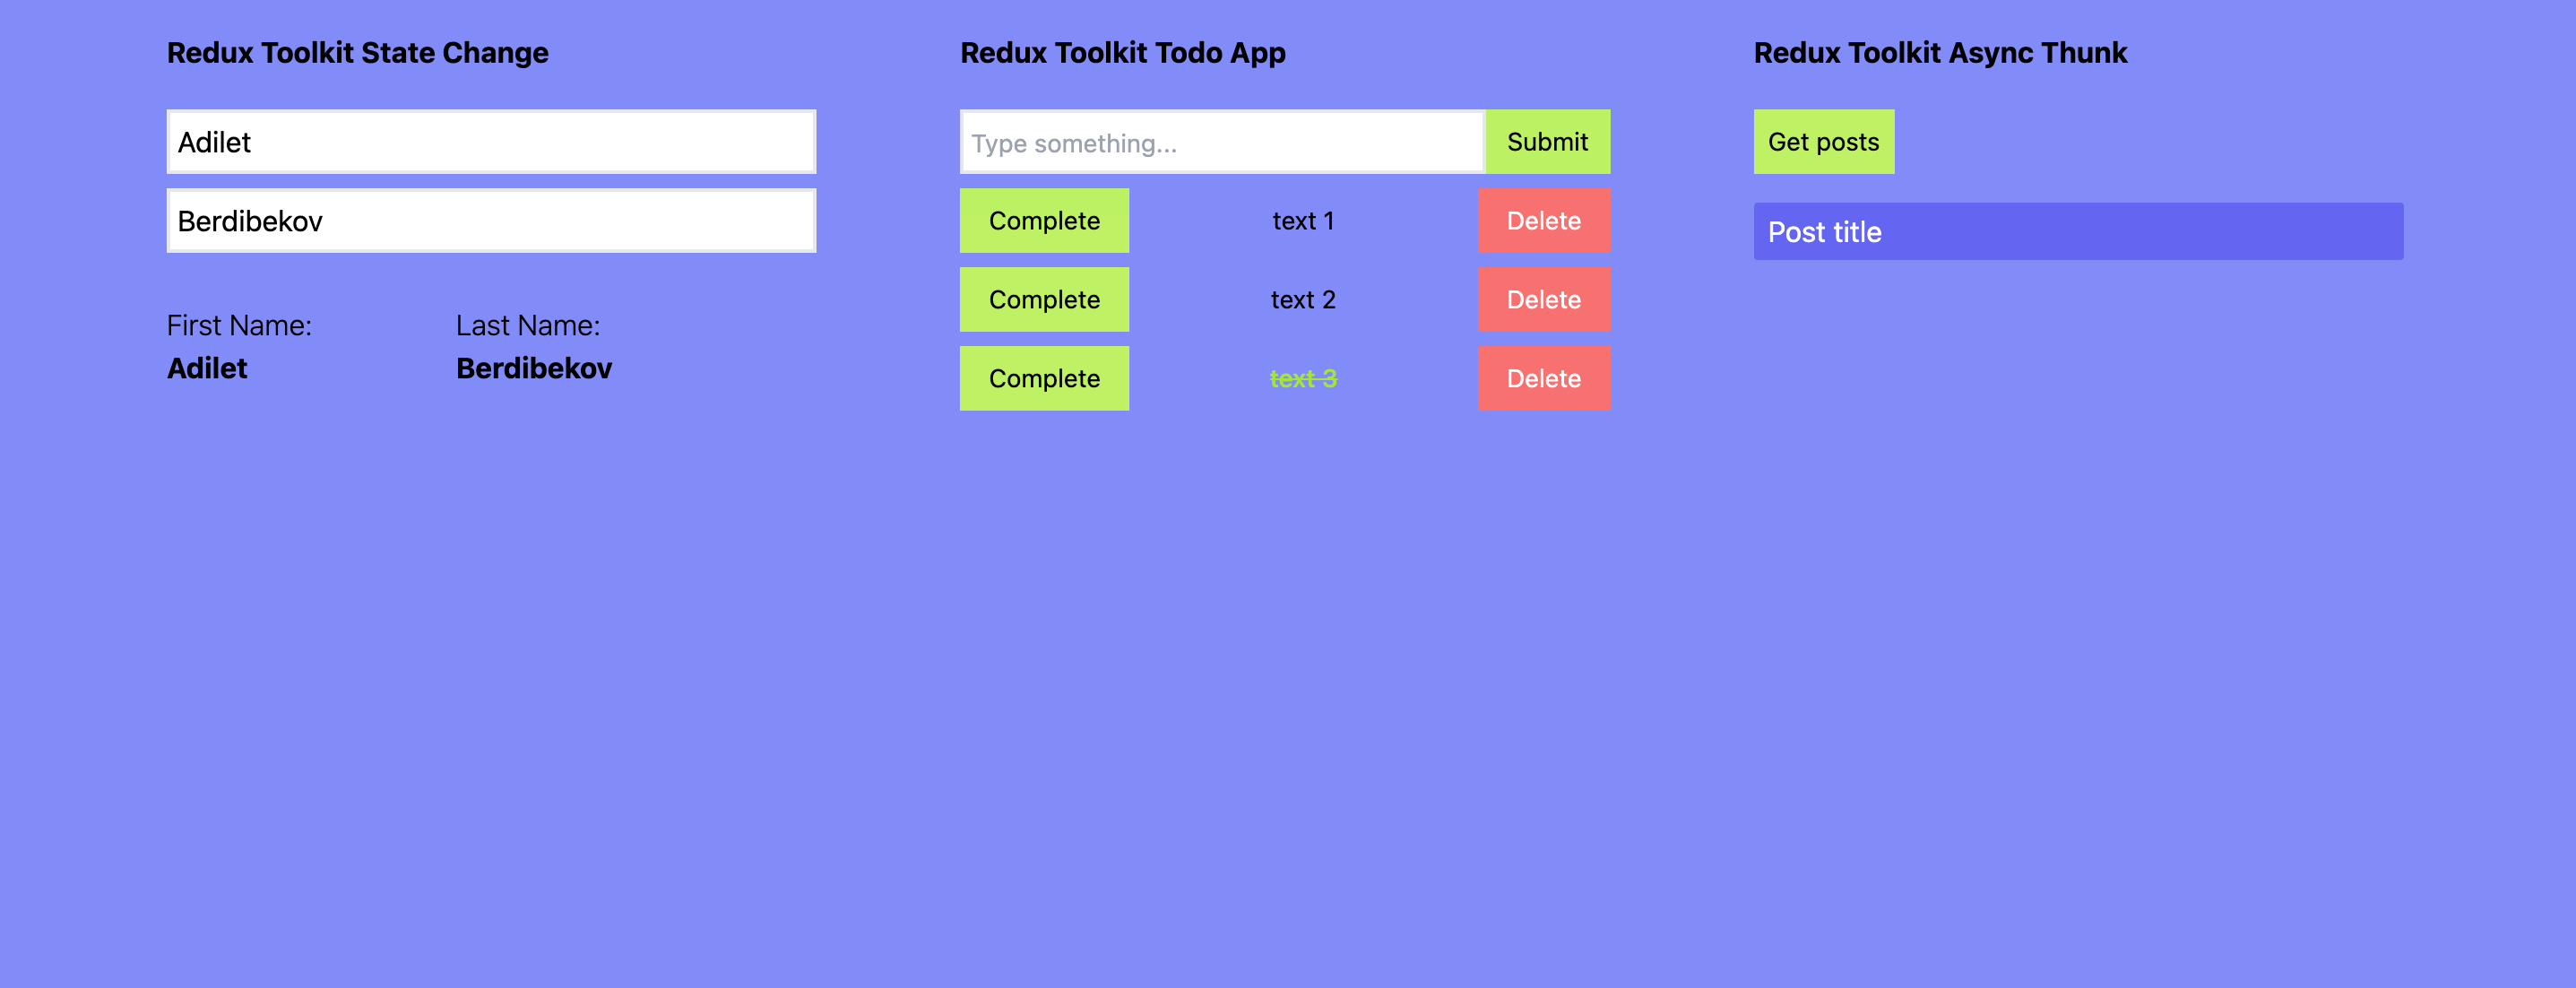 Redux Toolkit State Change
Adilet
Berdibekov
First Name:
Adilet
Last Name:
Berdibekov
Redux Toolkit Todo App
Type something...
Submit
Complete
text 1
Delete
Complete
text 2
Delete
Complete
text 3
Delete
Redux Toolkit Async Thunk
Get posts
Post title